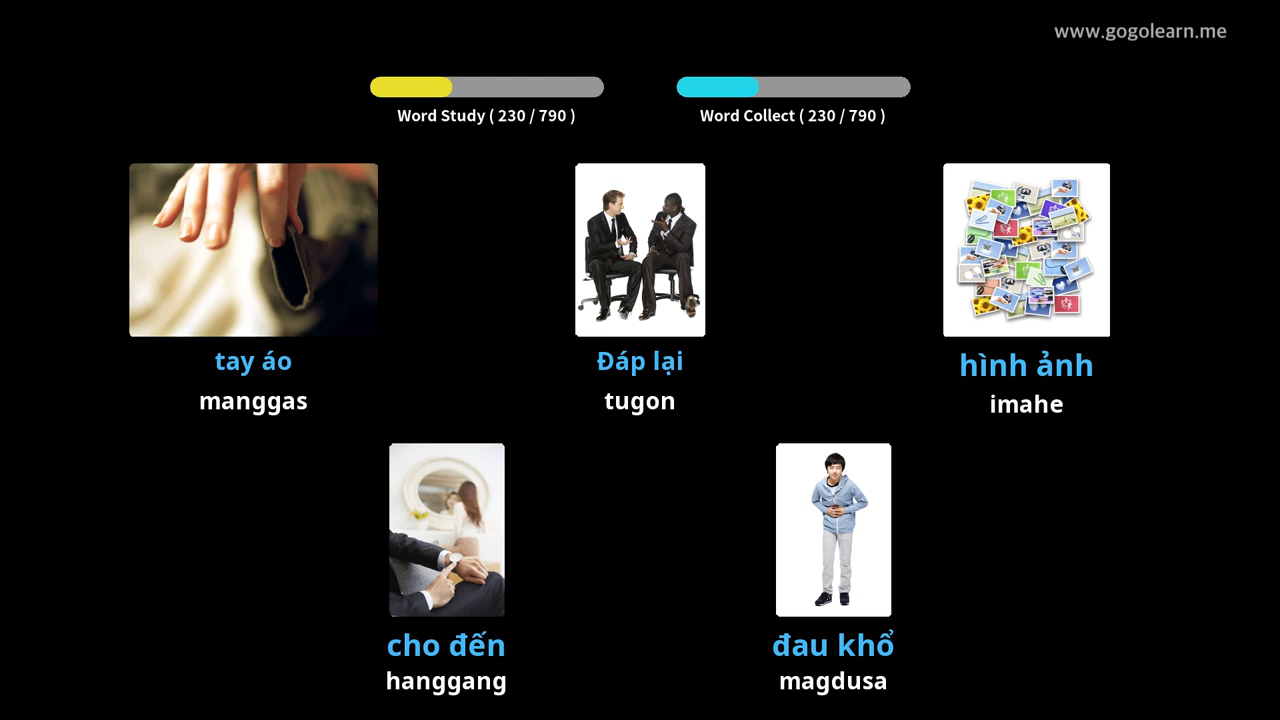 www.gogolearn.me
Word Study ( 230 / 790 )
Word Collect ( 230 / 790 )
tay áo
manggas
Đáp lại
tugon
hình ảnh
imahe
cho đến
hanggang
đau khổ
magdusa